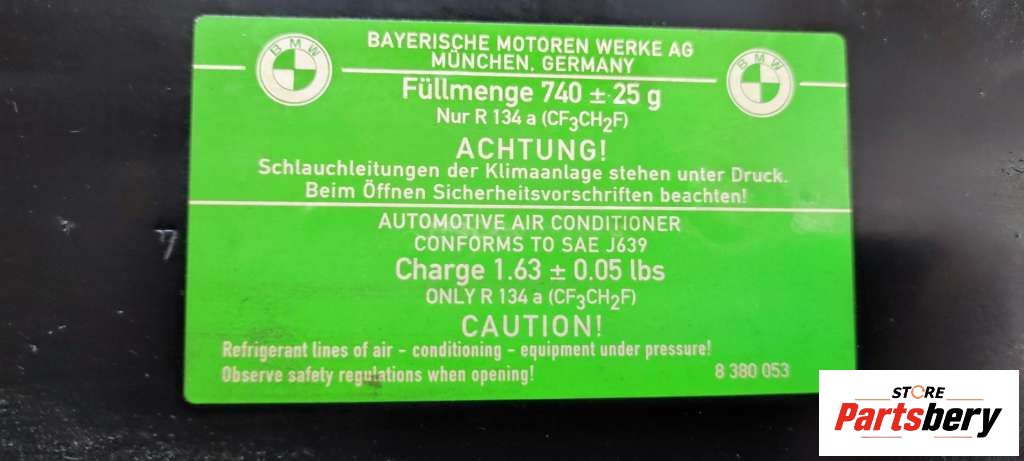 BMW
BMW
BAYERISCHE MOTOREN WERKE AG
MÜNCHEN, GERMANY
Füllmenge 740 ± 25 g
Nur R 134 a (CF3CH2F)
ACHTUNG!
Schlauchleitungen der Klimaanlage stehen unter Druck.
Beim Öffnen Sicherheitsvorschriften beachten!
AUTOMOTIVE AIR CONDITIONER
CONFORMS TO SAE J639
Charge 1.63 ± 0.05 lbs
ONLY R 134 a (CF3CH2F)
CAUTION!
Refrigerant lines of air - conditioning - equipment under pressure!
Observe safety regulations when opening!
8 380 053
STORE
Partsbery